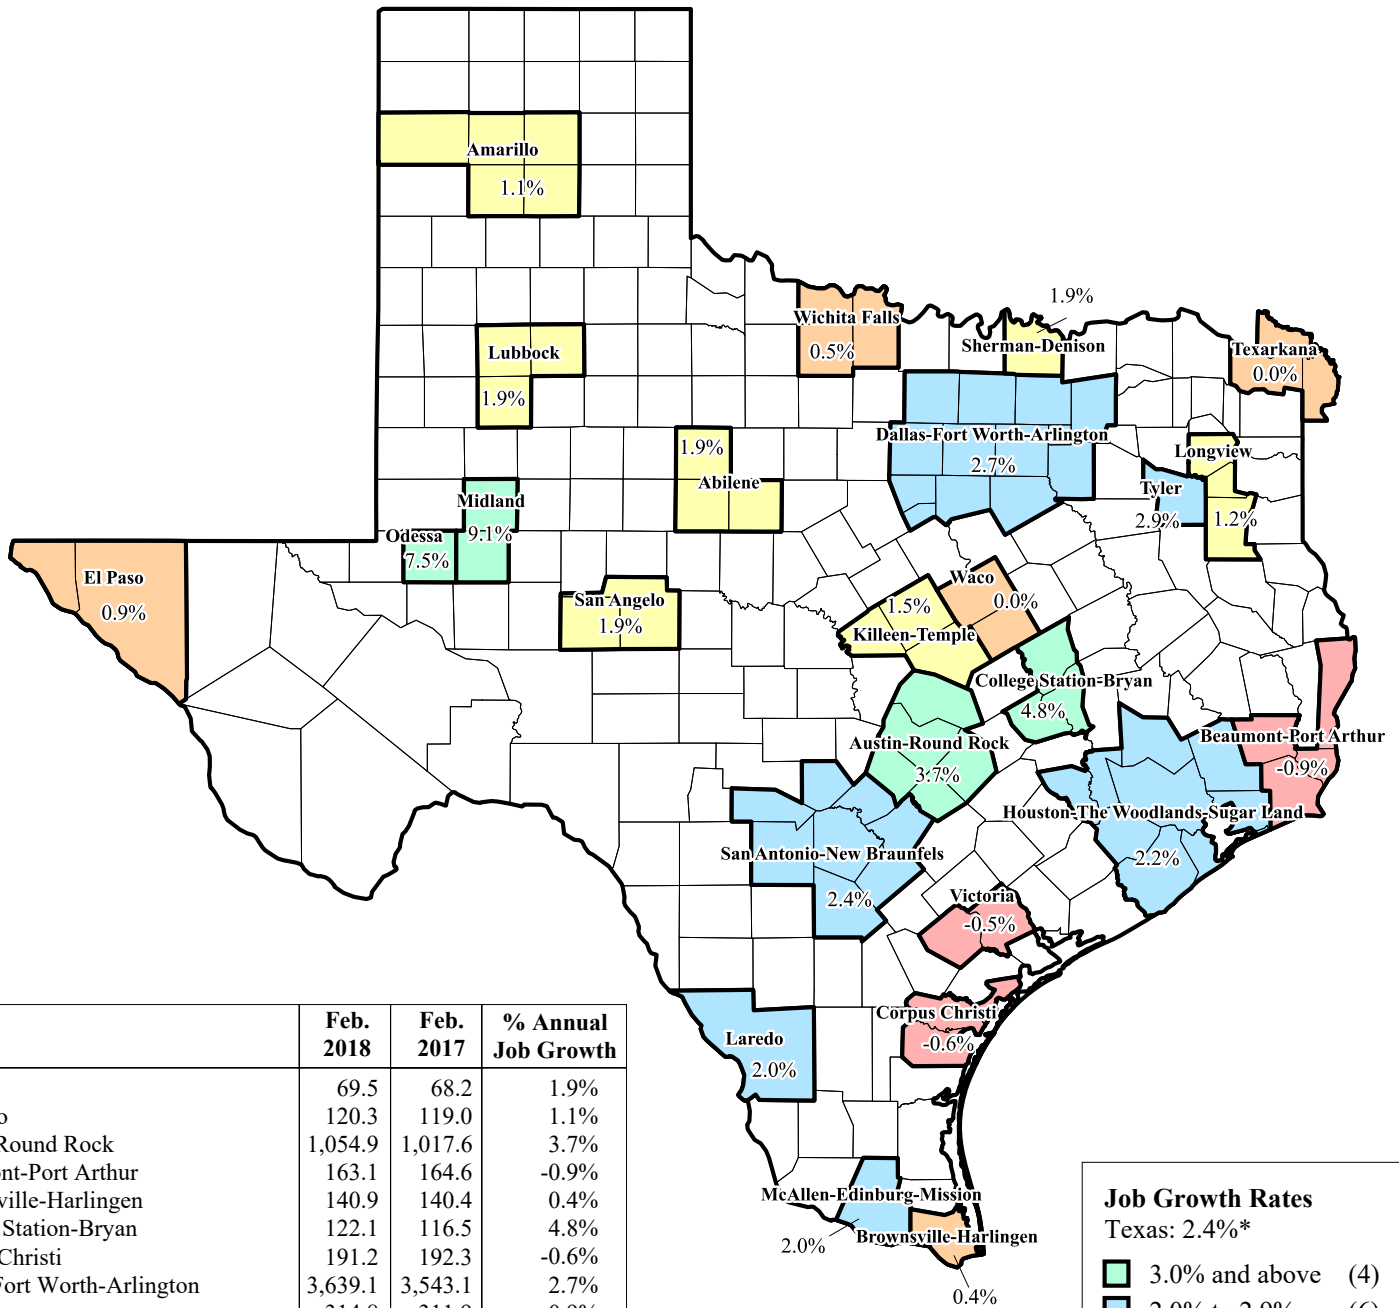 Amarillo
1.1%
Wichita Falls
0.5%
1.9%
Sherman-Denison
Texarkana
0.0%
Lubbock
1.9%
Dallas-Fort Worth-Arlington
2.7%
1.9%
Abilene
Longview
1.2%
Tyler
2.9%
Midland
9.1%
Odessa
7.5%
El Paso
0.9%
San Angelo
1.9%
Waco
0.0%
1.5%
Killeen-Temple
College Station-Bryan
4.8%
Austin-Round Rock
3.7%
Beaumont-Port Arthur
-0.9%
Houston-The Woodlands-Sugar Land
2.2%
San Antonio-New Braunfels
2.4%
Victoria
-0.5%
Corpus Christi
-0.6%
Laredo
2.0%
McAllen-Edinburg-Mission
2.0%
Brownsville-Harlingen
0.4%
Feb. 2018 Feb. 2017 % Annual Job Growth
69.5 68.2 1.9%
o 120.3 119.0 1.1%
Round Rock 1,054.9 1,017.6 3.7%
nt-Port Arthur 163.1 164.6 -0.9%
ville-Harlingen 140.9 140.4 0.4%
Station-Bryan 122.1 116.5 4.8%
Christi 191.2 192.3 -0.6%
Fort Worth-Arlington 3,639.1 3,543.1 2.7%
Job Growth Rates
Texas: 2.4%*
3.0% and above (4)